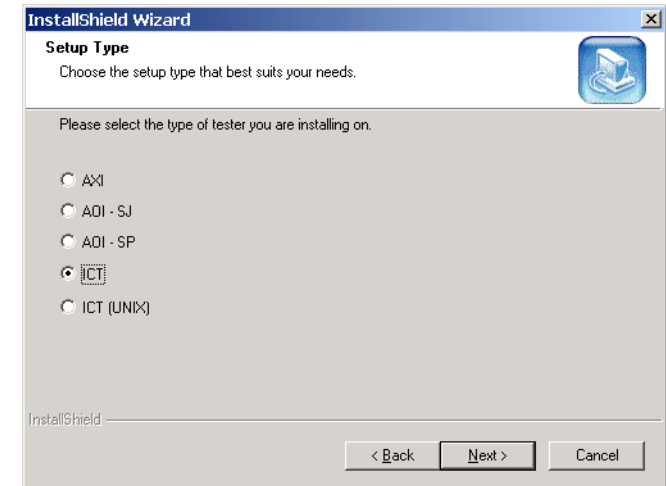 InstallShield Wizard
Setup Type
Choose the setup type that best suits your needs.
Please select the type of tester you are installing on.
AXI
AOI - SJ
AOI - SP
ICT
ICT (UNIX)
InstallShield
< Back Next > Cancel